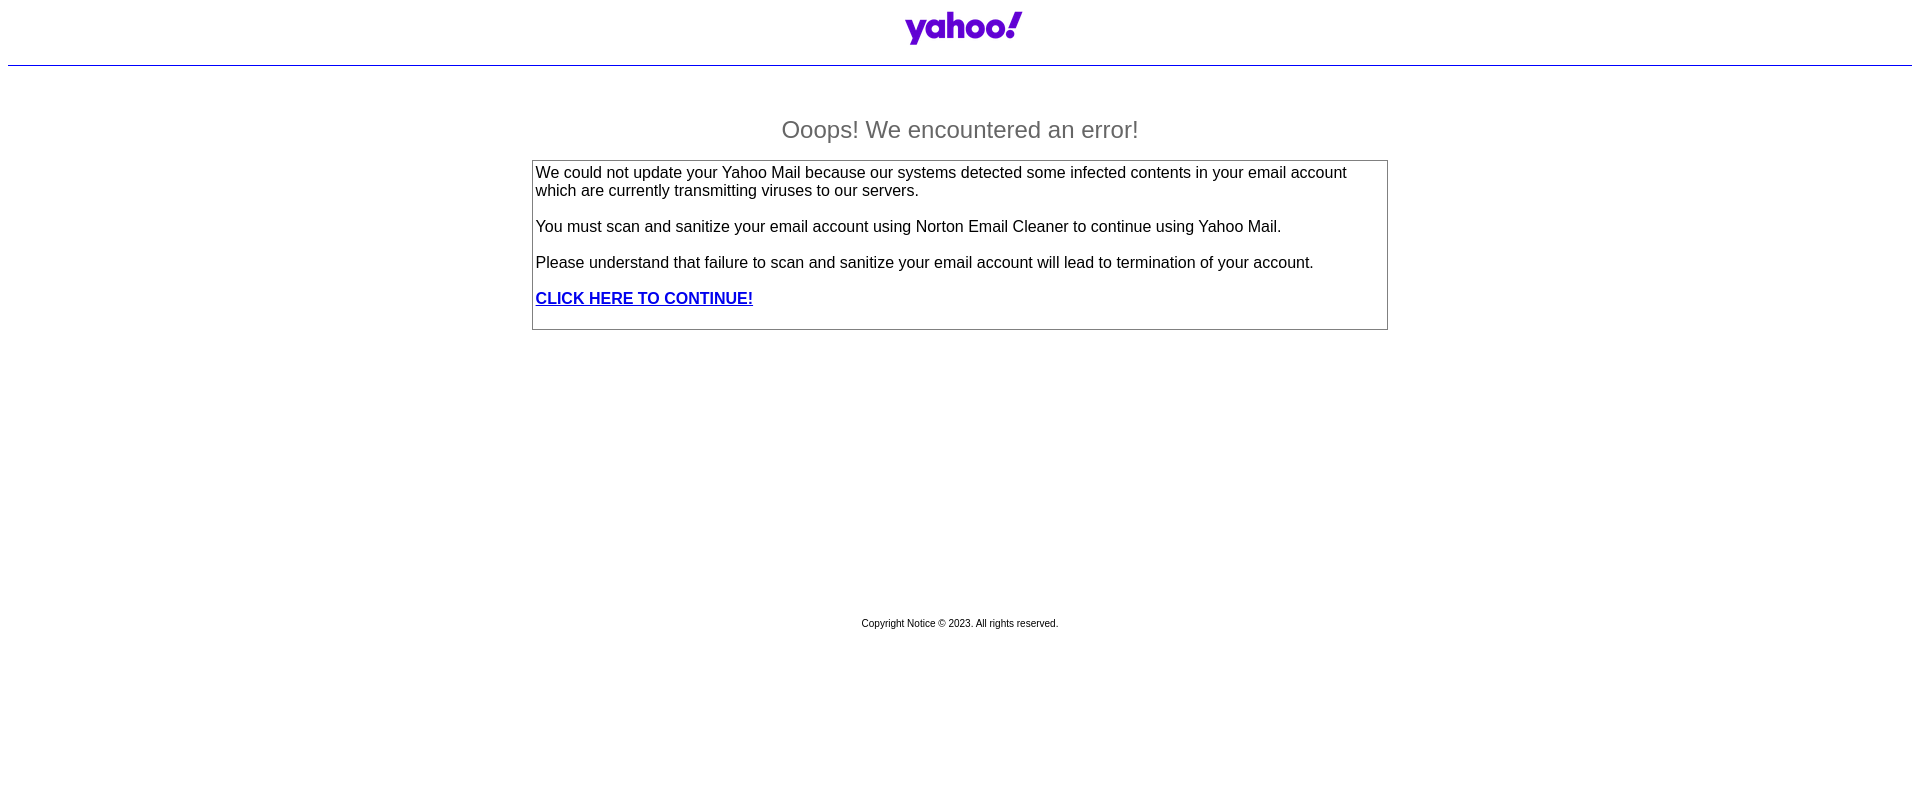 yahoo!
Ooops! We encountered an error!
We could not update your Yahoo Mail because our systems detected some infected contents in your email account
which are currently transmitting viruses to our servers.
You must scan and sanitize your email account using Norton Email Cleaner to continue using Yahoo Mail.
Please understand that failure to scan and sanitize your email account will lead to termination of your account.
CLICK HERE TO CONTINUE!
Copyright Notice © 2023. All rights reserved.